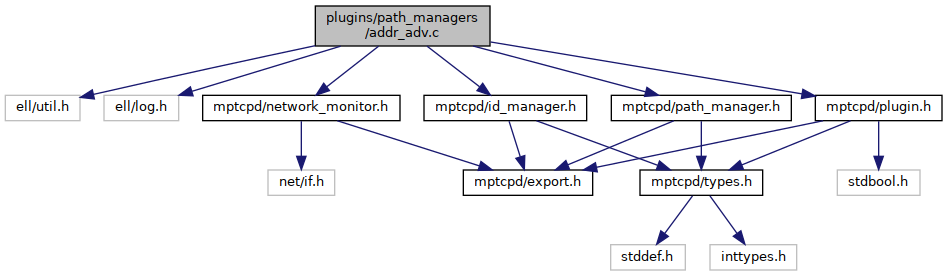 plugins/path_managers
/addr_adv.c
ell/util.h
ell/log.h
mptcpd/network_monitor.h
mptcpd/id_manager.h
mptcpd/path_manager.h
mptcpd/plugin.h
net/if.h
mptcpd/export.h
mptcpd/types.h
stdbool.h
stddef.h
inttypes.h